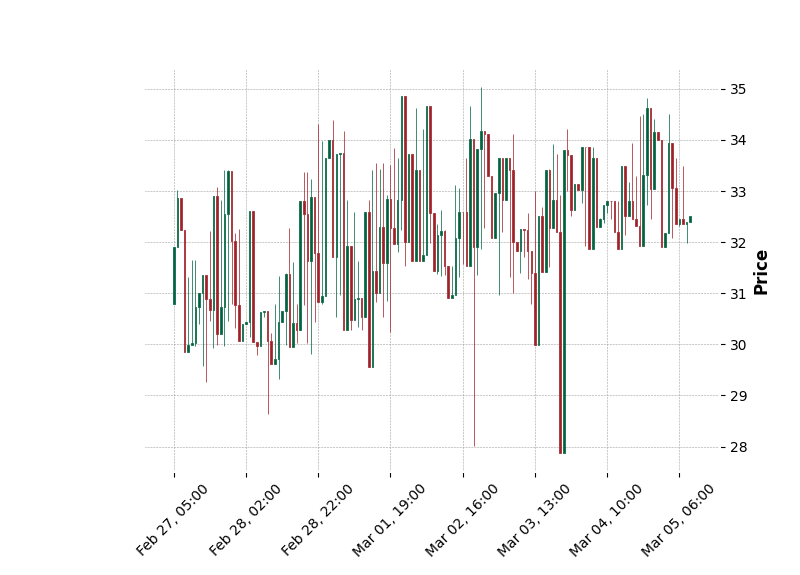 35
34
33
32
31
30
29
28
Price
Feb 27, 05:00
Feb 28, 02:00
Feb 28, 22:00
Mar 01, 19:00
Mar 02, 16:00
Mar 03, 13:00
Mar 04, 10:00
Mar 05, 06:00